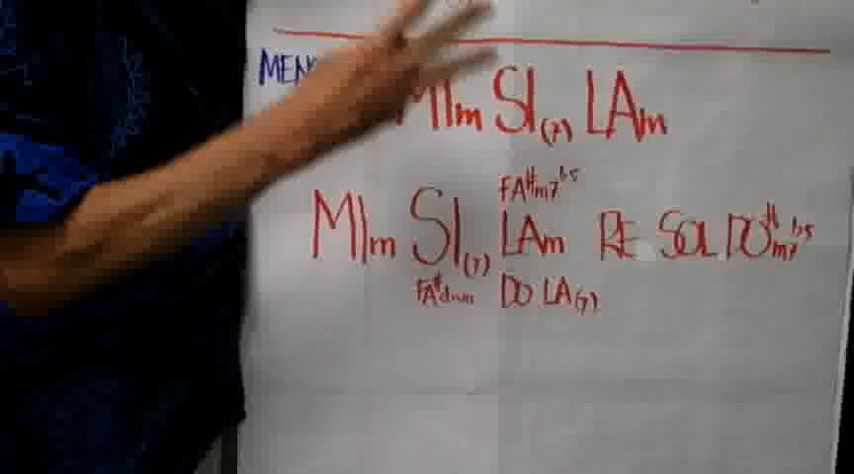 MEN
MIm SI(7) LAm
FA#m7b5
MIm SI(7) LAm RE SOL DO#m7b5
FA#dim DO LA(7)